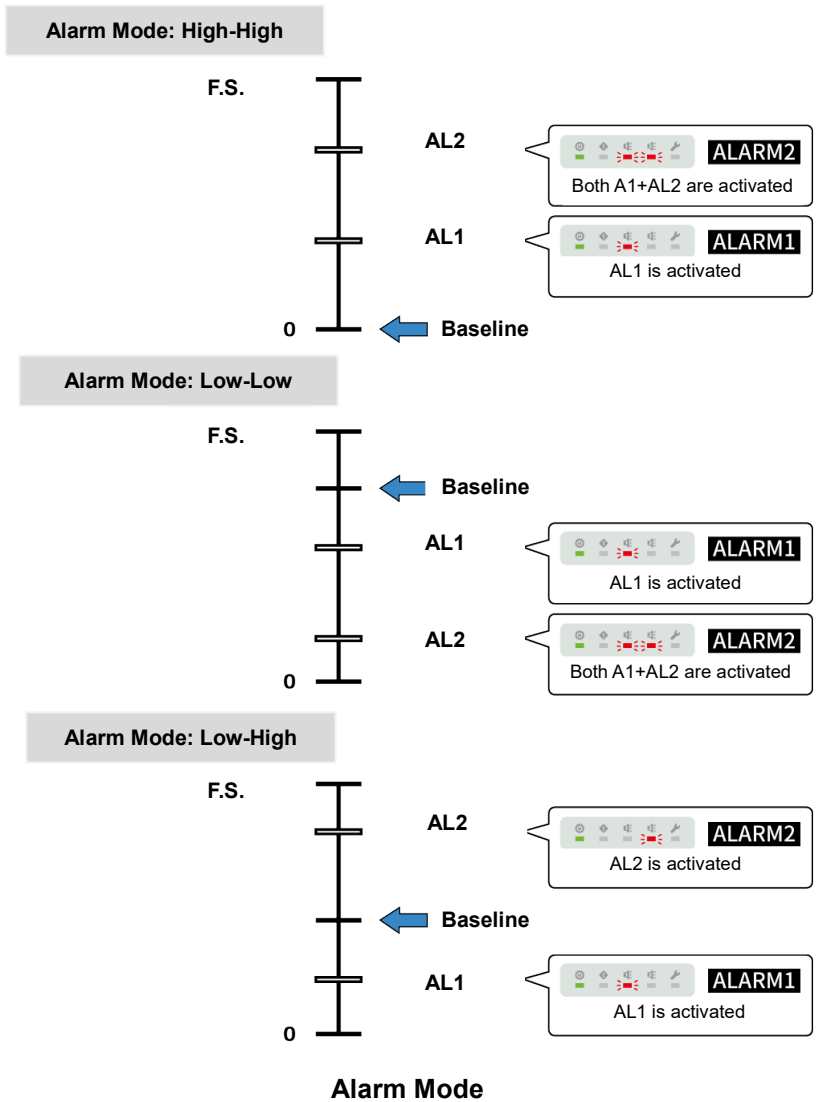 Alarm Mode: High-High
F.S.
AL2
ALARM2
Both A1+AL2 are activated
AL1
ALARM1
AL1 is activated
0
Baseline
Alarm Mode: Low-Low
F.S.
Baseline
AL1
ALARM1
AL1 is activated
AL2
ALARM2
Both A1+AL2 are activated
0
Alarm Mode: Low-High
F.S.
AL2
ALARM2
AL2 is activated
Baseline
AL1
ALARM1
AL1 is activated
0
Alarm Mode